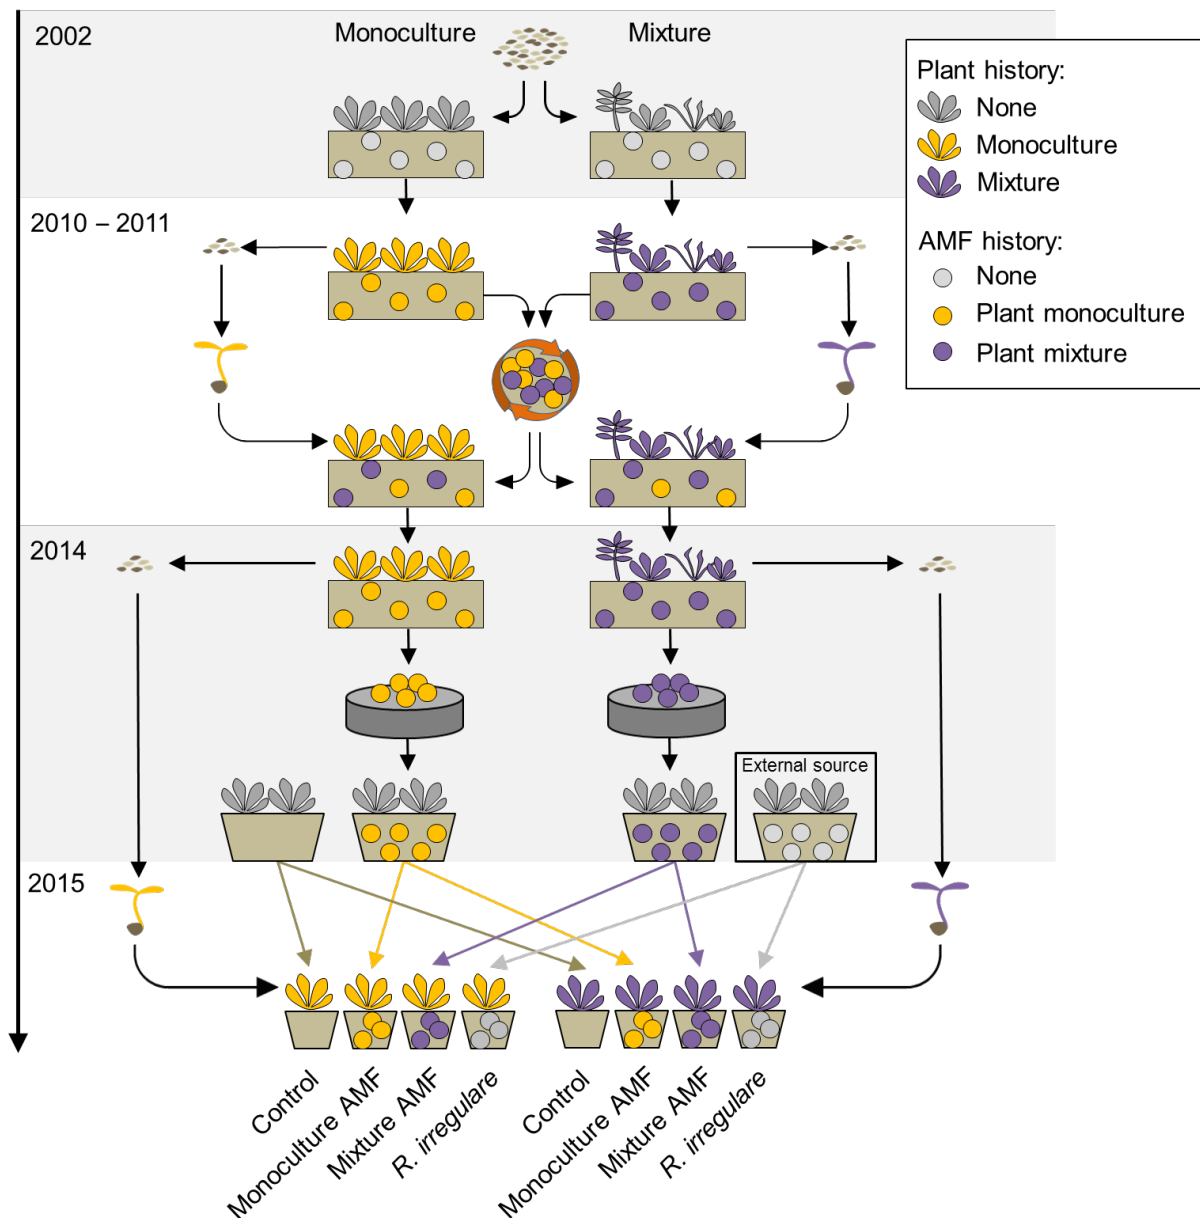 2002
Monoculture
Mixture
Plant history:
None
Monoculture
Mixture
AMF history:
None
Plant monoculture
Plant mixture
2010 – 2011
2014
External source
2015
Control
Monoculture AMF
Mixture AMF
R. irregulare
Control
Monoculture AMF
Mixture AMF
R. irregulare